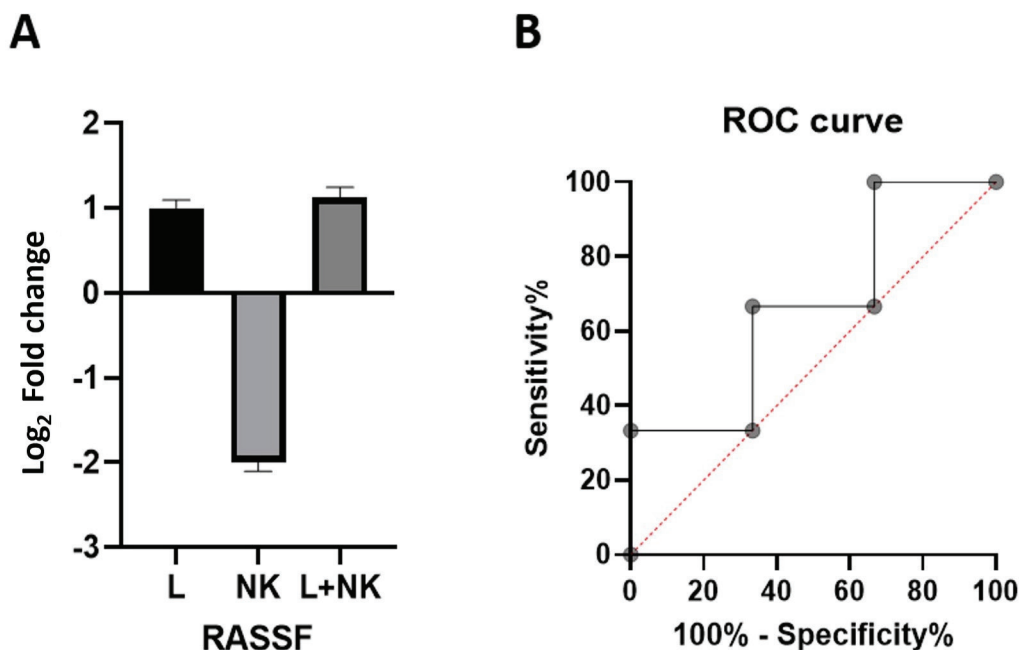 A
2
1
0
-1
-2
-3
Log₂ Fold change
L NK L+NK
RASSF
B
ROC curve
100
80
60
40
20
0
Sensitivity%
0 20 40 60 80 100
100% - Specificity%